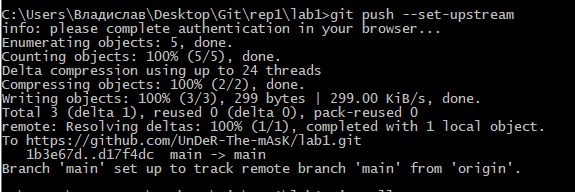 C:\Users\Владислав\Desktop\Git\rep1\lab1>git push --set-upstream
info: please complete authentication in your browser...
Enumerating objects: 5, done.
Counting objects: 100% (5/5), done.
Delta compression using up to 24 threads
Compressing objects: 100% (2/2), done.
Writing objects: 100% (3/3), 299 bytes | 299.00 KiB/s, done.
Total 3 (delta 1), reused 0 (delta 0), pack-reused 0
remote: Resolving deltas: 100% (1/1), completed with 1 local object.
To https://github.com/UnDeR-The-mAsK/lab1.git
   1b3e67d..d17f4dc  main -> main
Branch 'main' set up to track remote branch 'main' from 'origin'.